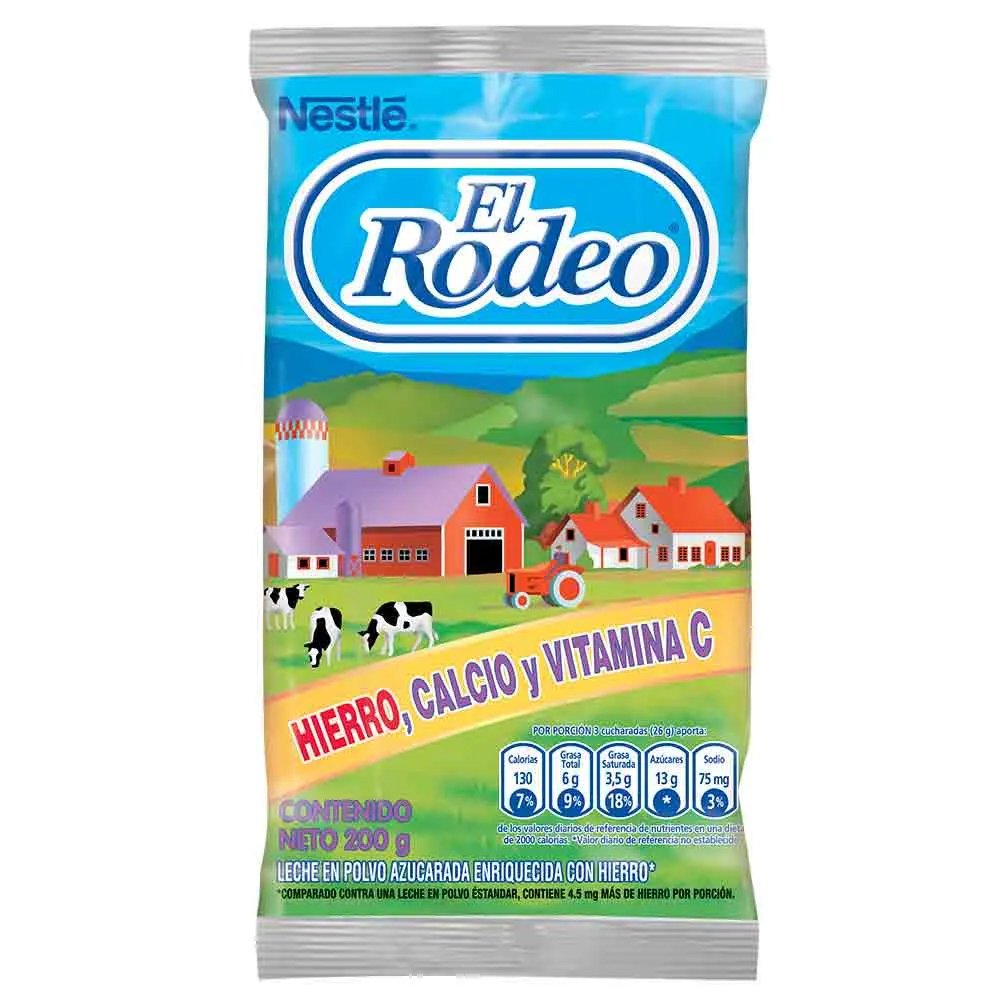 Nestlé®
El
Rodeo®
HIERRO, CALCIO y VITAMINA C
POR PORCIÓN 3 cucharadas (26 g) aporta:
Calorías
130
7%
Grasa
Total
6 g
9%
Grasa
Saturada
3,5 g
18%
Azúcares
13 g
*
Sodio
75 mg
3%
de los valores diarios de referencia de nutrientes en una dieta
de 2000 calorías. *Valor diario de referencia no establecido
CONTENIDO
NETO 200 g
LECHE EN POLVO AZUCARADA ENRIQUECIDA CON HIERRO*
*COMPARADO CONTRA UNA LECHE EN POLVO ÉSTANDAR, CONTIENE 4.5 mg MÁS DE HIERRO POR PORCIÓN.